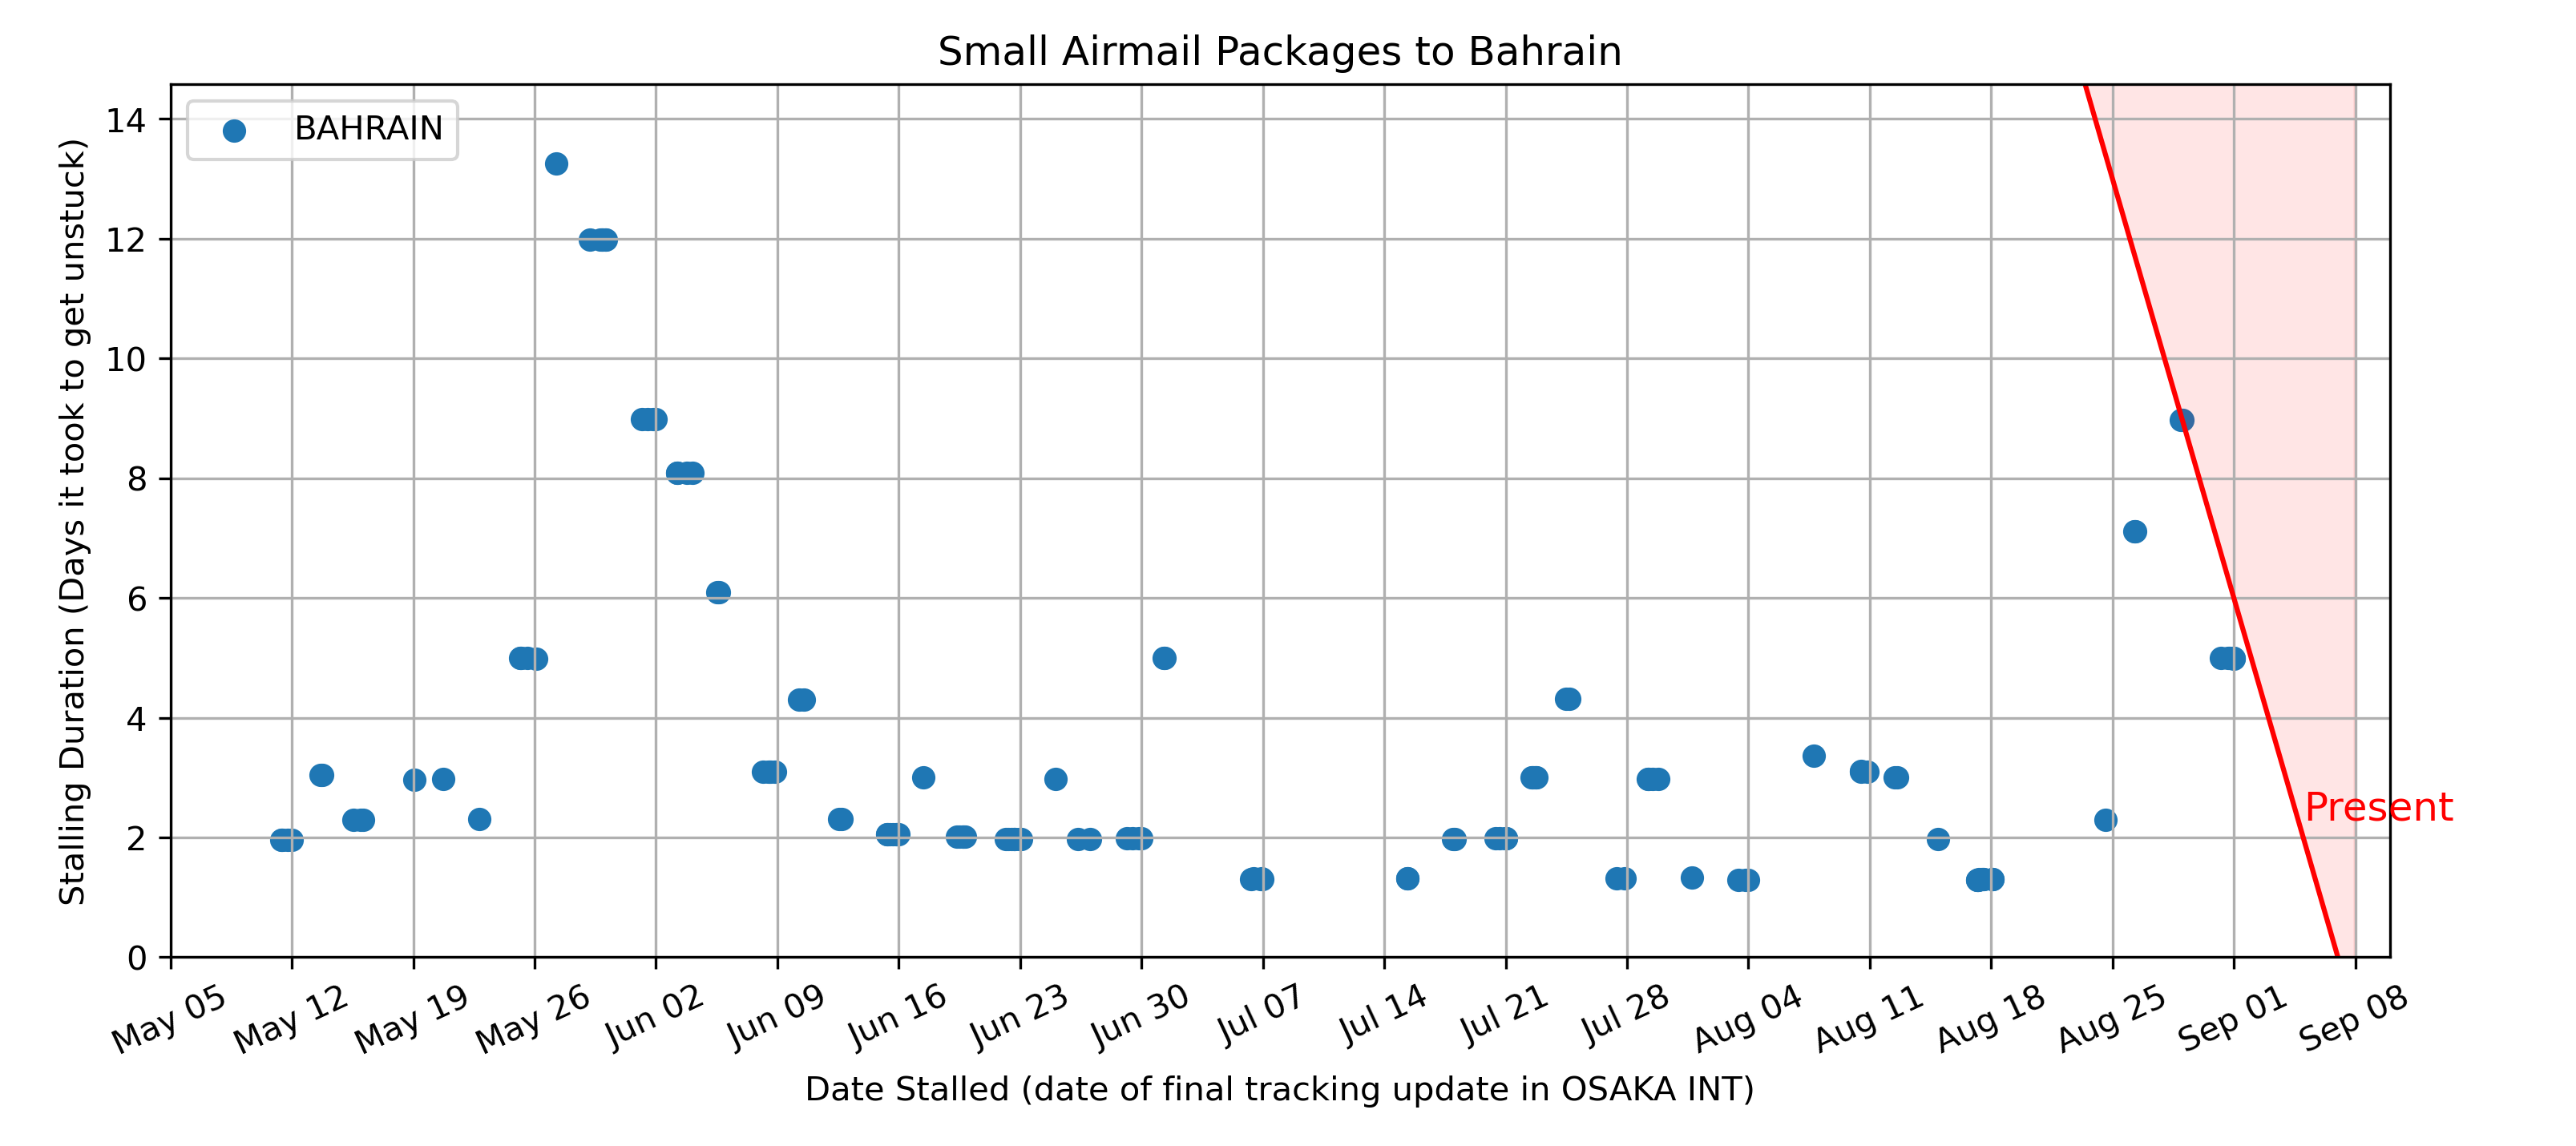 Small Airmail Packages to Bahrain
BAHRAIN
Stalling Duration (Days it took to get unstuck)
14
12
10
8
6
4
2
0
Present
May 05 May 12 May 19 May 26 Jun 02 Jun 09 Jun 16 Jun 23 Jun 30 Jul 07 Jul 14 Jul 21 Jul 28 Aug 04 Aug 11 Aug 18 Aug 25 Sep 01 Sep 08
Date Stalled (date of final tracking update in OSAKA INT)